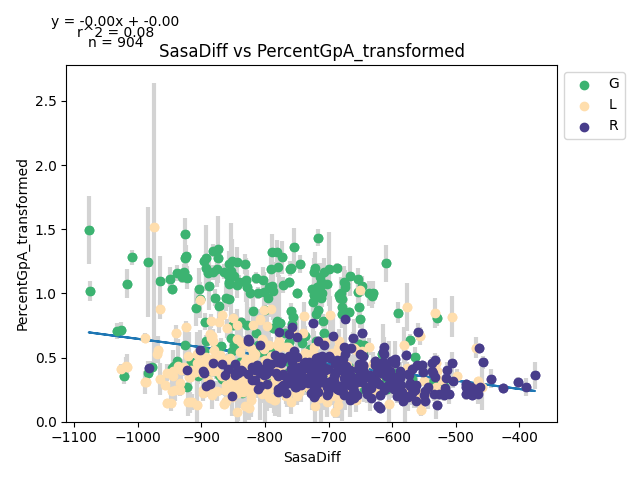 y = -0.00x + -0.00
r^2 = 0.08
n = 904
SasaDiff vs PercentGpA_transformed
G
L
R
PercentGpA_transformed
2.5
2.0
1.5
1.0
0.5
0.0
−1100 −1000 −900 −800 −700 −600 −500 −400
SasaDiff